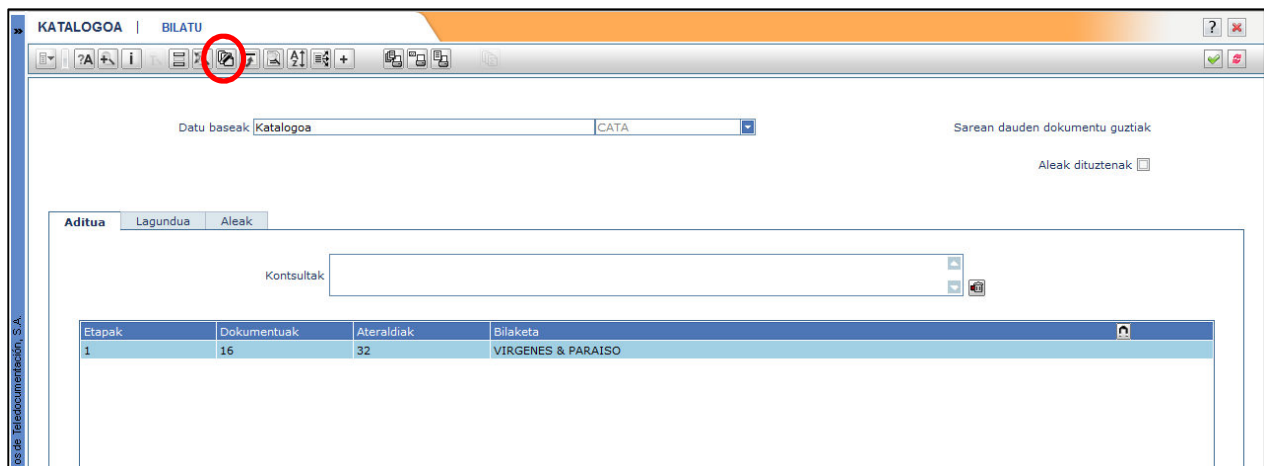 » KATALOGOA | BILATU ?
?A i A Z +
Datu baseak Katalogoa CATA Sarean dauden dokumentu guztiak
Aleak dituztenak
Aditua Lagundua Aleak
Kontsultak
Etapak Dokumentuak Ateraldiak Bilaketa
1 16 32 VIRGENES & PARAISO
os de Teledocumentación, S.A.